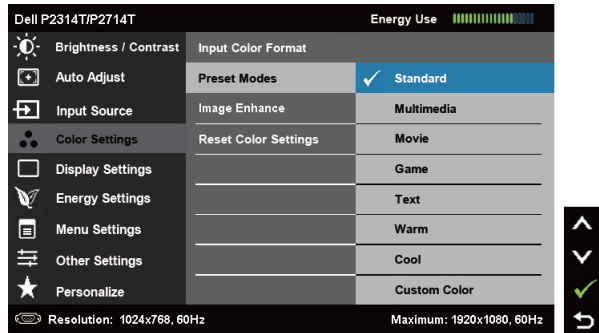 Dell P2314T/P2714T Energy Use
Brightness / Contrast Input Color Format
Auto Adjust Preset Modes Standard
Input Source Image Enhance Multimedia
Color Settings Reset Color Settings Movie
Display Settings Game
Energy Settings Text
Menu Settings Warm
Other Settings Cool
Personalize Custom Color
Resolution: 1024x768, 60Hz Maximum: 1920x1080, 60Hz